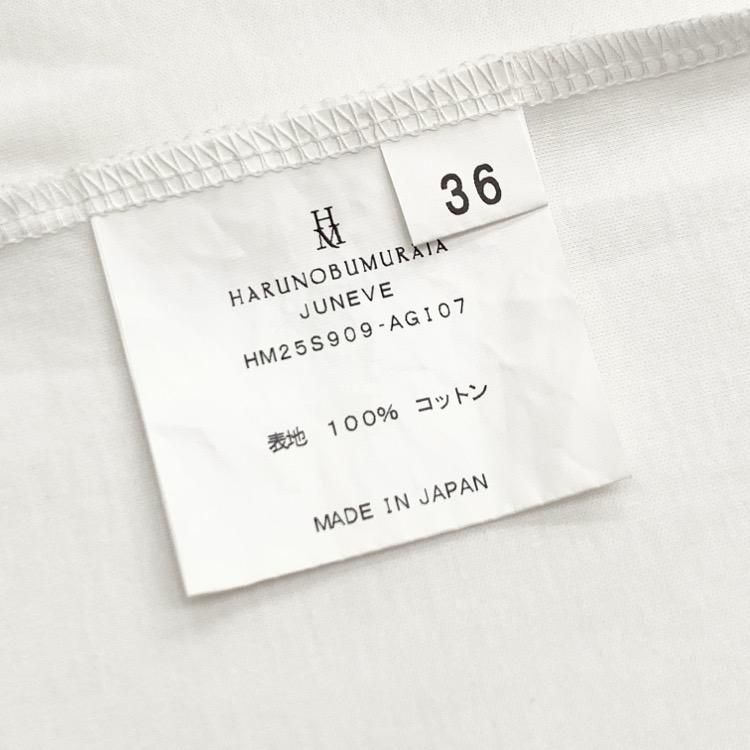 36
HM
HARUNOBUMURATA
JUNEVE
HM25S909-AGI07
表地 100% コットン
MADE IN JAPAN